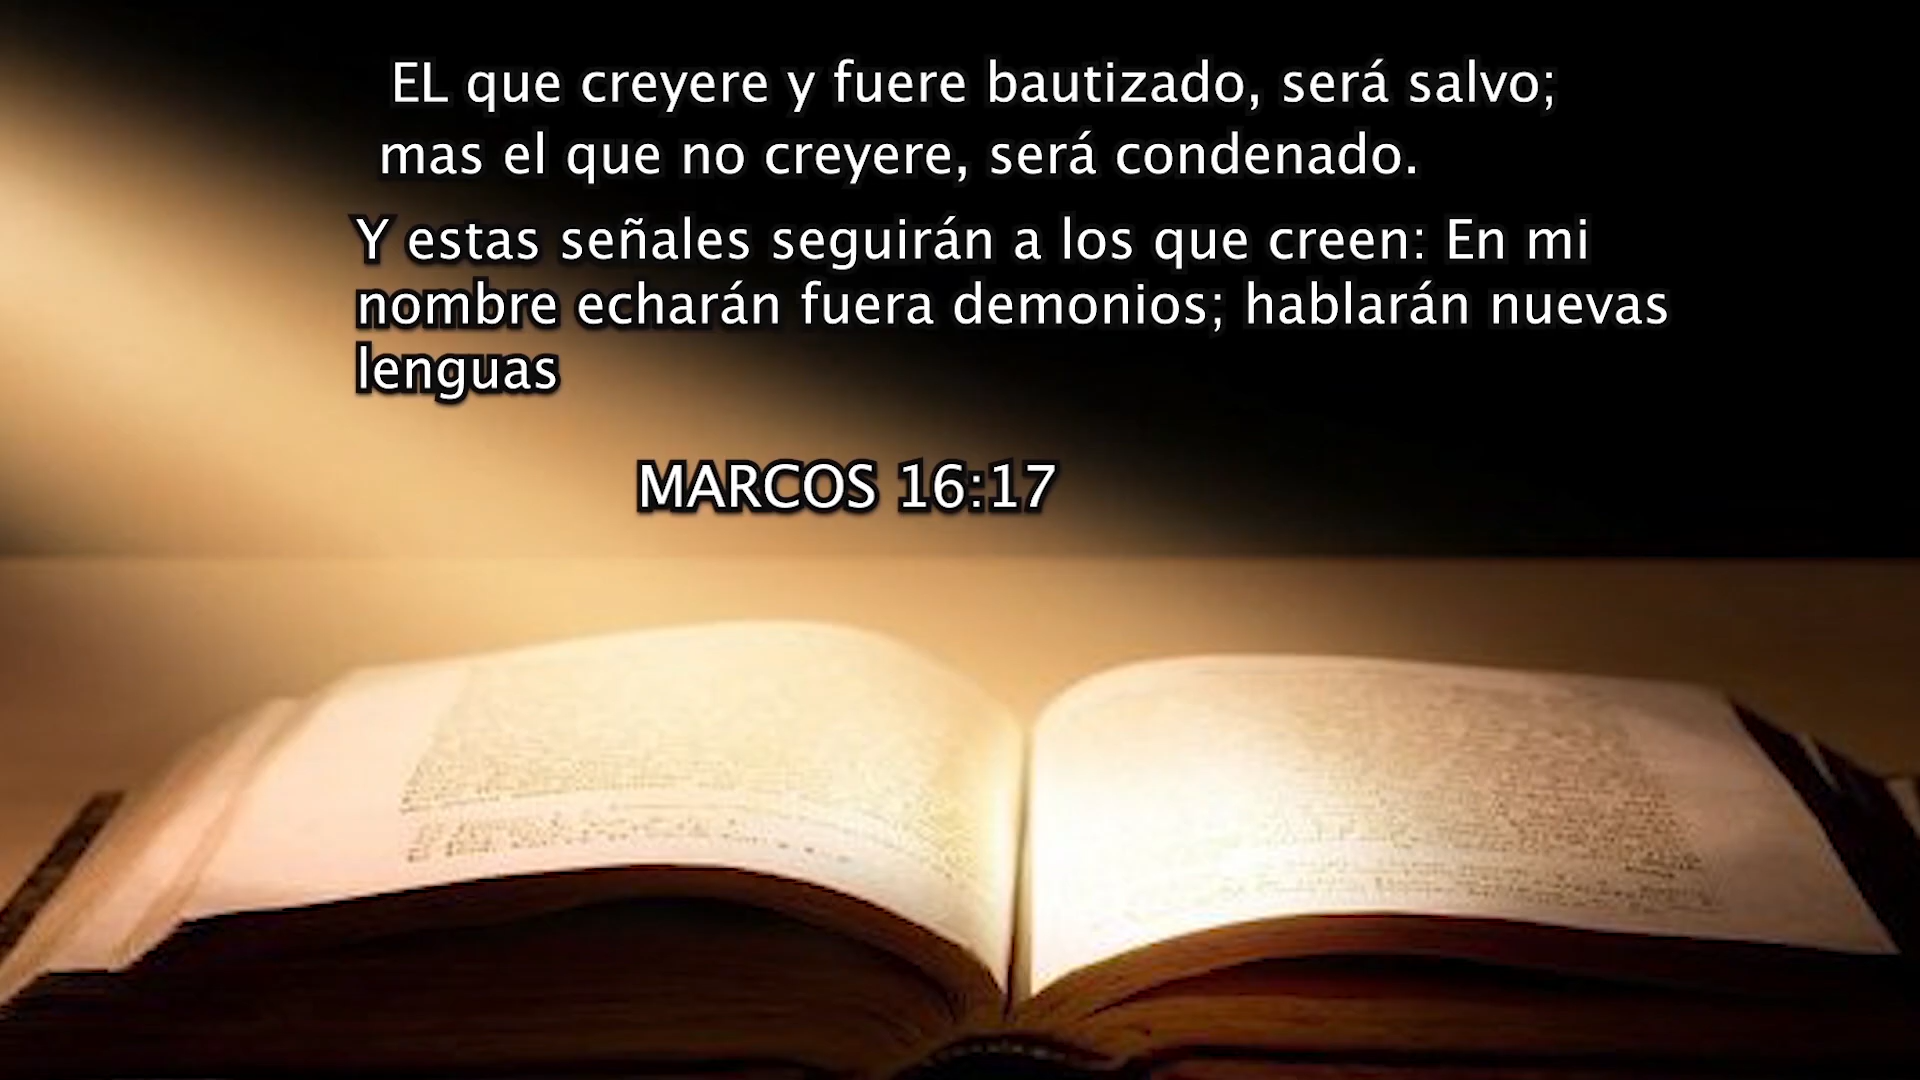 EL que creyere y fuere bautizado, será salvo;
mas el que no creyere, será condenado.
Y estas señales seguirán a los que creen: En mi
nombre echarán fuera demonios; hablarán nuevas
lenguas
MARCOS 16:17